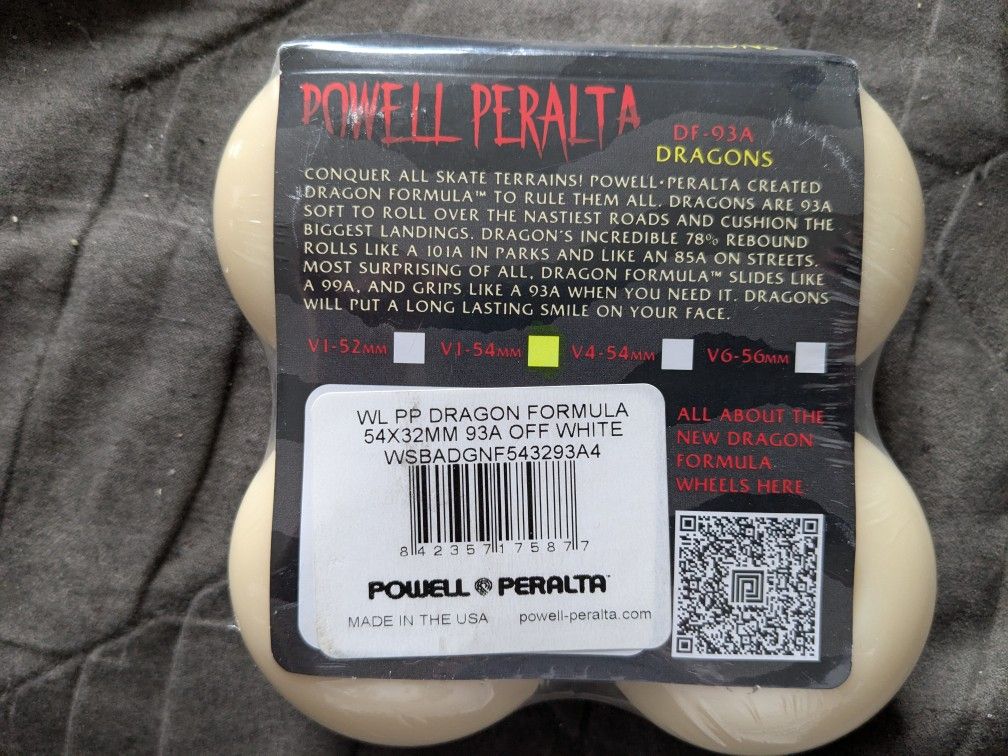 DRAGONS
POWELL PERALTA
DF-93A
DRAGONS
CONQUER ALL SKATE TERRAINS! POWELL•PERALTA CREATED
DRAGON FORMULA™ TO RULE THEM ALL. DRAGONS ARE 93A
SOFT TO ROLL OVER THE NASTIEST ROADS AND CUSHION THE
BIGGEST LANDINGS. DRAGON'S INCREDIBLE 78% REBOUND
ROLLS LIKE A 101A IN PARKS AND LIKE AN 85A ON STREETS.
MOST SURPRISING OF ALL, DRAGON FORMULA™ SLIDES LIKE
A 99A, AND GRIPS LIKE A 93A WHEN YOU NEED IT. DRAGONS
WILL PUT A LONG LASTING SMILE ON YOUR FACE.
V1-52MM V1-54MM V4-54MM V6-56MM
WL PP DRAGON FORMULA
54X32MM 93A OFF WHITE
WSBADGNF543293A4
8 42357 17587 7
POWELL PERALTA
MADE IN THE USA powell-peralta.com
ALL ABOUT THE
NEW DRAGON
FORMULA
WHEELS HERE